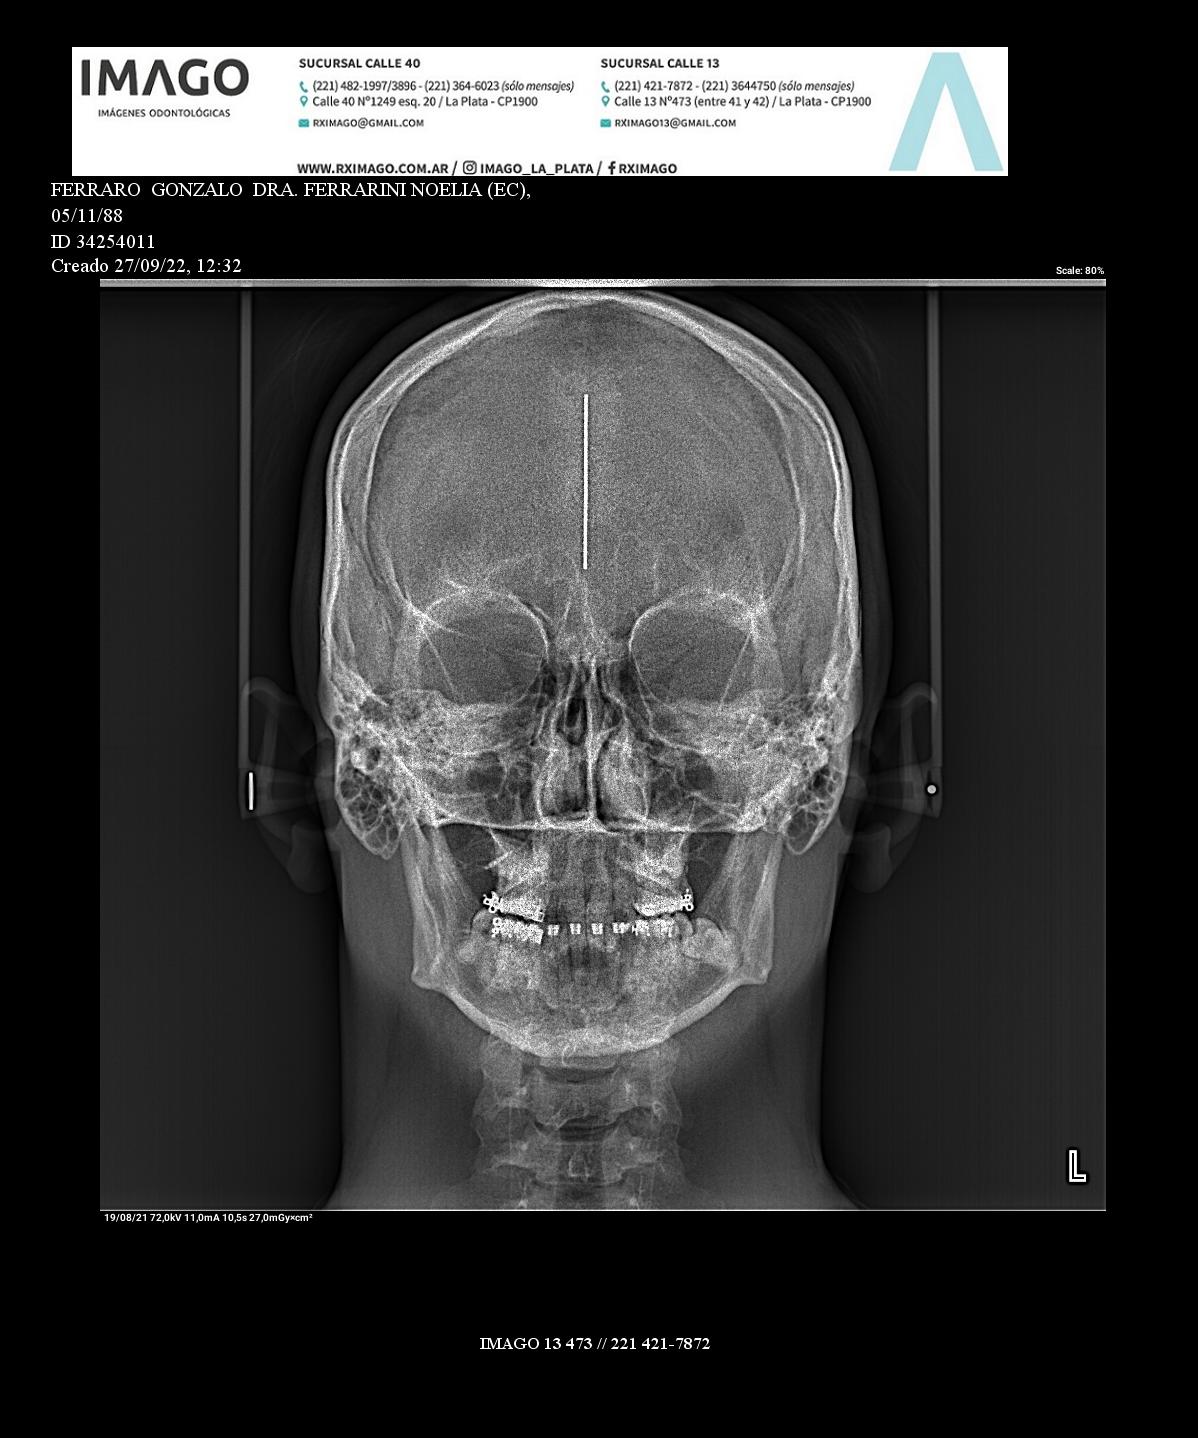 IMAGO
IMÁGENES ODONTOLÓGICAS
SUCURSAL CALLE 40
(221) 482-1997/3896 - (221) 364-6023 (sólo mensajes)
Calle 40 Nº1249 esq. 20 / La Plata - CP1900
RXIMAGO@GMAIL.COM
SUCURSAL CALLE 13
(221) 421-7872 - (221) 3644750 (sólo mensajes)
Calle 13 Nº473 (entre 41 y 42) / La Plata - CP1900
RXIMAGO13@GMAIL.COM
WWW.RXIMAGO.COM.AR / IMAGO_LA_PLATA / RXIMAGO
FERRARO GONZALO DRA. FERRARINI NOELIA (EC),
05/11/88
ID 34254011
Creado 27/09/22, 12:32
Scale: 80%
L
19/08/21 72,0kV 11,0mA 10,5s 27,0mGy×cm²
IMAGO 13 473 // 221 421-7872